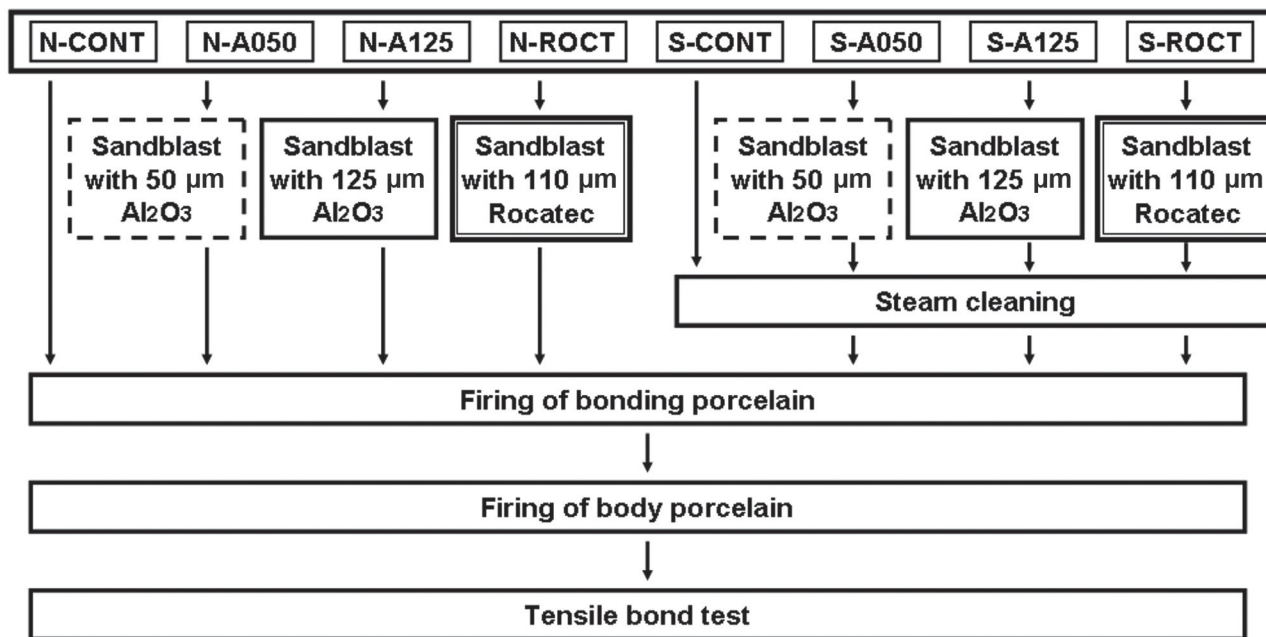 N-CONT N-A050 N-A125 N-ROCT S-CONT S-A050 S-A125 S-ROCT
Sandblast
with 50 µm
Al₂O₃
Sandblast
with 125 µm
Al₂O₃
Sandblast
with 110 µm
Rocatec
Sandblast
with 50 µm
Al₂O₃
Sandblast
with 125 µm
Al₂O₃
Sandblast
with 110 µm
Rocatec
Steam cleaning
Firing of bonding porcelain
Firing of body porcelain
Tensile bond test